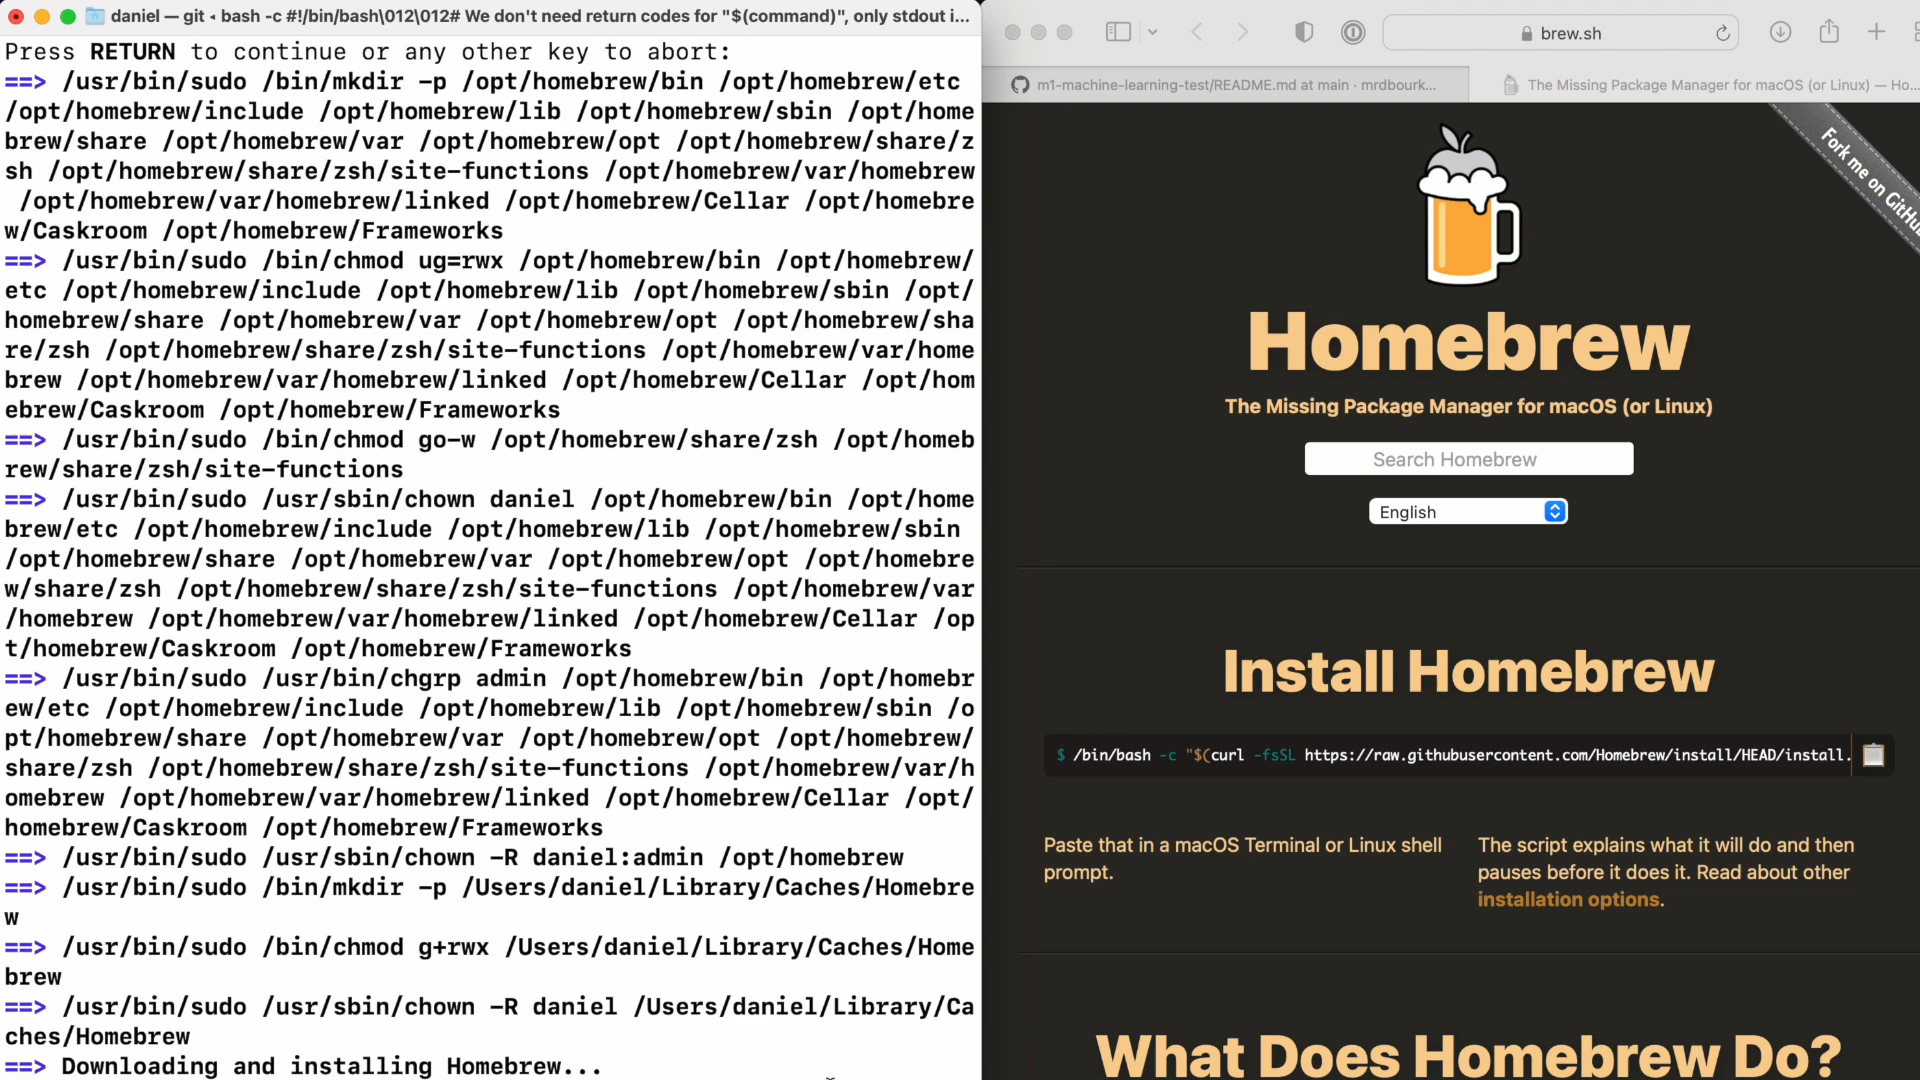 daniel — git ◂ bash -c #!/bin/bash\012\012# We don't need return codes for "$(command)", only stdout i...
Press RETURN to continue or any other key to abort:
==> /usr/bin/sudo /bin/mkdir -p /opt/homebrew/bin /opt/homebrew/etc
/opt/homebrew/include /opt/homebrew/lib /opt/homebrew/sbin /opt/home
brew/share /opt/homebrew/var /opt/homebrew/opt /opt/homebrew/share/z
sh /opt/homebrew/share/zsh/site-functions /opt/homebrew/var/homebrew
/opt/homebrew/var/homebrew/linked /opt/homebrew/Cellar /opt/homebre
w/Caskroom /opt/homebrew/Frameworks
==> /usr/bin/sudo /bin/chmod ug=rwx /opt/homebrew/bin /opt/homebrew/
etc /opt/homebrew/include /opt/homebrew/lib /opt/homebrew/sbin /opt/
homebrew/share /opt/homebrew/var /opt/homebrew/opt /opt/homebrew/sha
re/zsh /opt/homebrew/share/zsh/site-functions /opt/homebrew/var/home
brew /opt/homebrew/var/homebrew/linked /opt/homebrew/Cellar /opt/hom
ebrew/Caskroom /opt/homebrew/Frameworks
==> /usr/bin/sudo /bin/chmod go-w /opt/homebrew/share/zsh /opt/homeb
rew/share/zsh/site-functions
==> /usr/bin/sudo /usr/sbin/chown daniel /opt/homebrew/bin /opt/home
brew/etc /opt/homebrew/include /opt/homebrew/lib /opt/homebrew/sbin
/opt/homebrew/share /opt/homebrew/var /opt/homebrew/opt /opt/homebre
w/share/zsh /opt/homebrew/share/zsh/site-functions /opt/homebrew/var
/homebrew /opt/homebrew/var/homebrew/linked /opt/homebrew/Cellar /op
t/homebrew/Caskroom /opt/homebrew/Frameworks
==> /usr/bin/sudo /usr/bin/chgrp admin /opt/homebrew/bin /opt/homebr
ew/etc /opt/homebrew/include /opt/homebrew/lib /opt/homebrew/sbin /o
pt/homebrew/share /opt/homebrew/var /opt/homebrew/opt /opt/homebrew/
share/zsh /opt/homebrew/share/zsh/site-functions /opt/homebrew/var/h
omebrew /opt/homebrew/var/homebrew/linked /opt/homebrew/Cellar /opt/
homebrew/Caskroom /opt/homebrew/Frameworks
==> /usr/bin/sudo /usr/sbin/chown -R daniel:admin /opt/homebrew
==> /usr/bin/sudo /bin/mkdir -p /Users/daniel/Library/Caches/Homebre
w
==> /usr/bin/sudo /bin/chmod g+rwx /Users/daniel/Library/Caches/Home
brew
==> /usr/bin/sudo /usr/sbin/chown -R daniel /Users/daniel/Library/Ca
ches/Homebrew
==> Downloading and installing Homebrew...
brew.sh
m1-machine-learning-test/README.md at main · mrdbourk...
The Missing Package Manager for macOS (or Linux) — Ho...
Fork me on GitHub
Homebrew
The Missing Package Manager for macOS (or Linux)
Search Homebrew
English
Install Homebrew
$ /bin/bash -c "$(curl -fsSL https://raw.githubusercontent.com/Homebrew/install/HEAD/install.
Paste that in a macOS Terminal or Linux shell
prompt.
The script explains what it will do and then
pauses before it does it. Read about other
installation options.
What Does Homebrew Do?